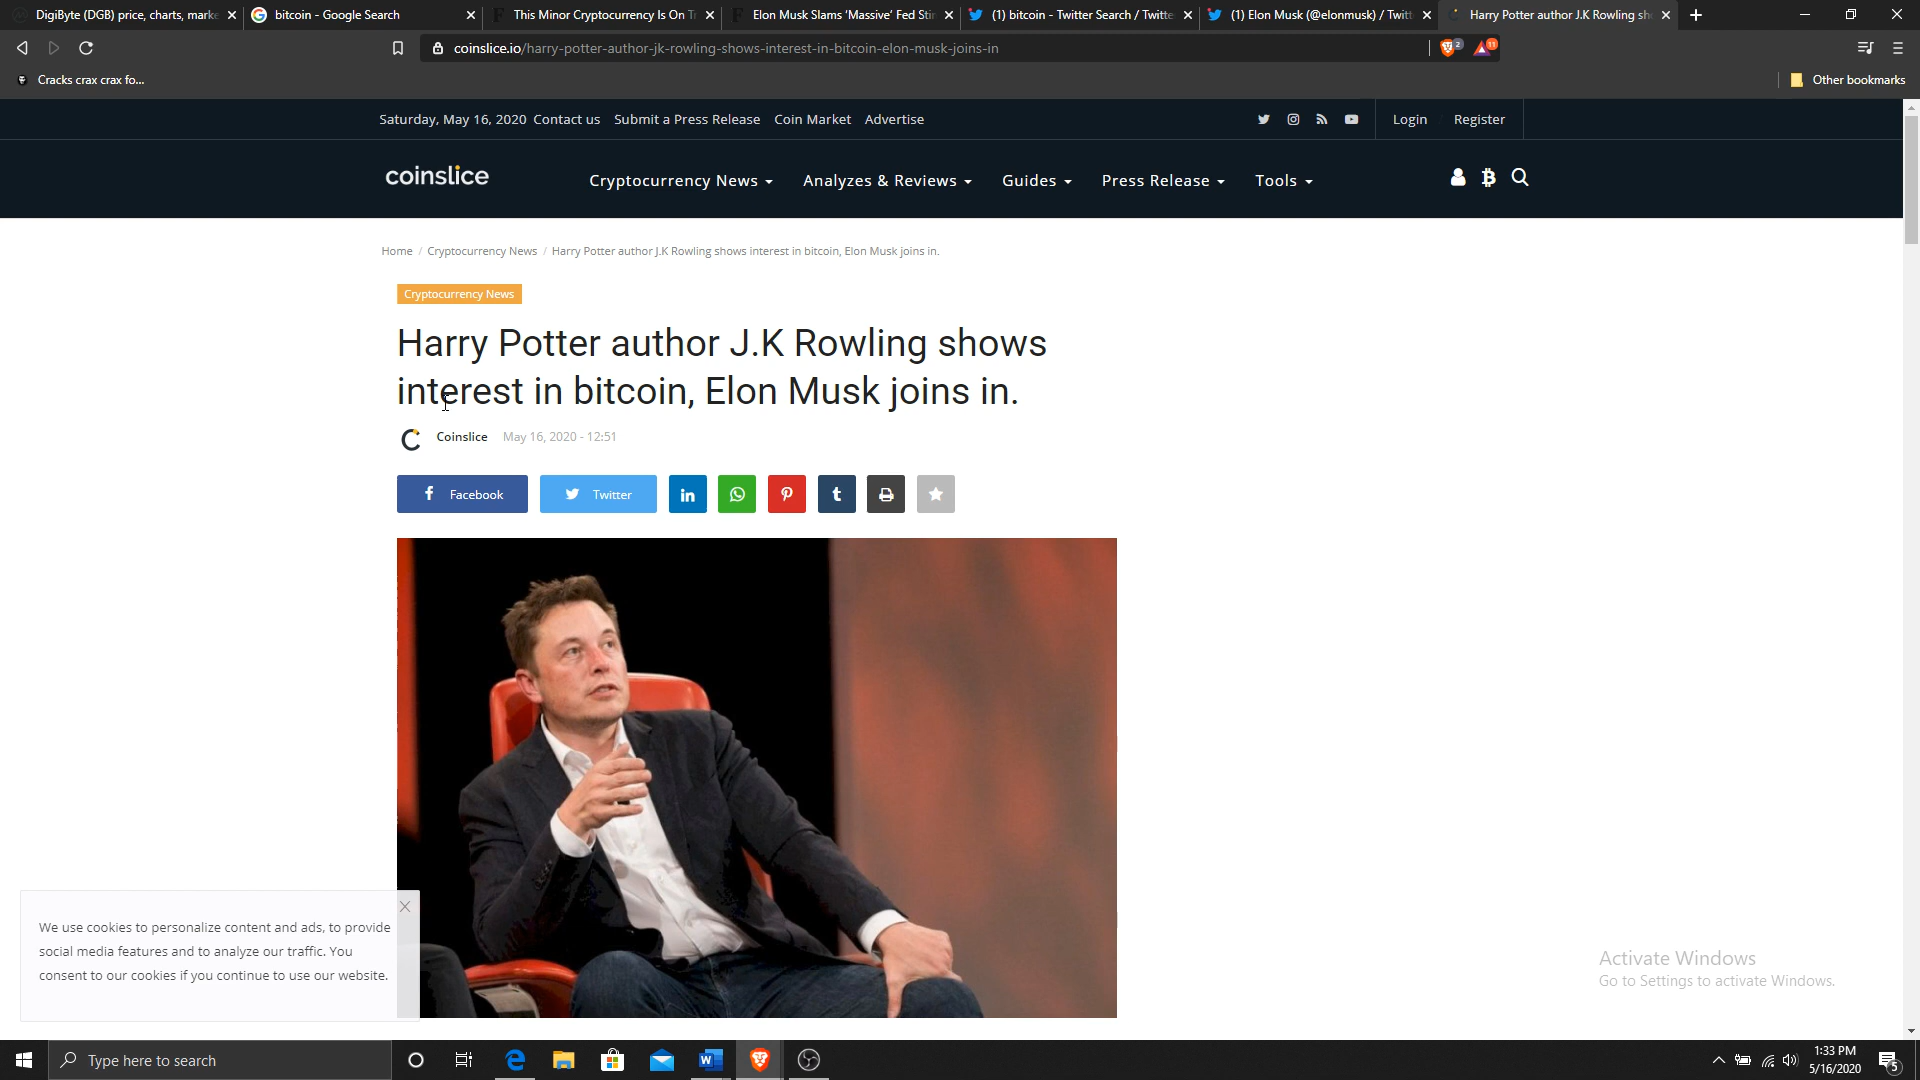 DigiByte (DGB) price, charts, marke
bitcoin - Google Search
This Minor Cryptocurrency Is On Tr
Elon Musk Slams ‘Massive’ Fed Stim
(1) bitcoin - Twitter Search / Twitte
(1) Elon Musk (@elonmusk) / Twitt
Harry Potter author J.K Rowling sh
coinslice.io/harry-potter-author-jk-rowling-shows-interest-in-bitcoin-elon-musk-joins-in
2
11
Cracks crax crax fo...
Other bookmarks
Saturday, May 16, 2020 Contact us Submit a Press Release Coin Market Advertise
Login Register
coinslice
Cryptocurrency News Analyzes & Reviews Guides Press Release Tools
Home / Cryptocurrency News / Harry Potter author J.K Rowling shows interest in bitcoin, Elon Musk joins in.
Cryptocurrency News
Harry Potter author J.K Rowling shows
interest in bitcoin, Elon Musk joins in.
Coinslice May 16, 2020 - 12:51
Facebook
Twitter
We use cookies to personalize content and ads, to provide
social media features and to analyze our traffic. You
consent to our cookies if you continue to use our website.
Activate Windows
Go to Settings to activate Windows.
Type here to search
1:33 PM
5/16/2020
5